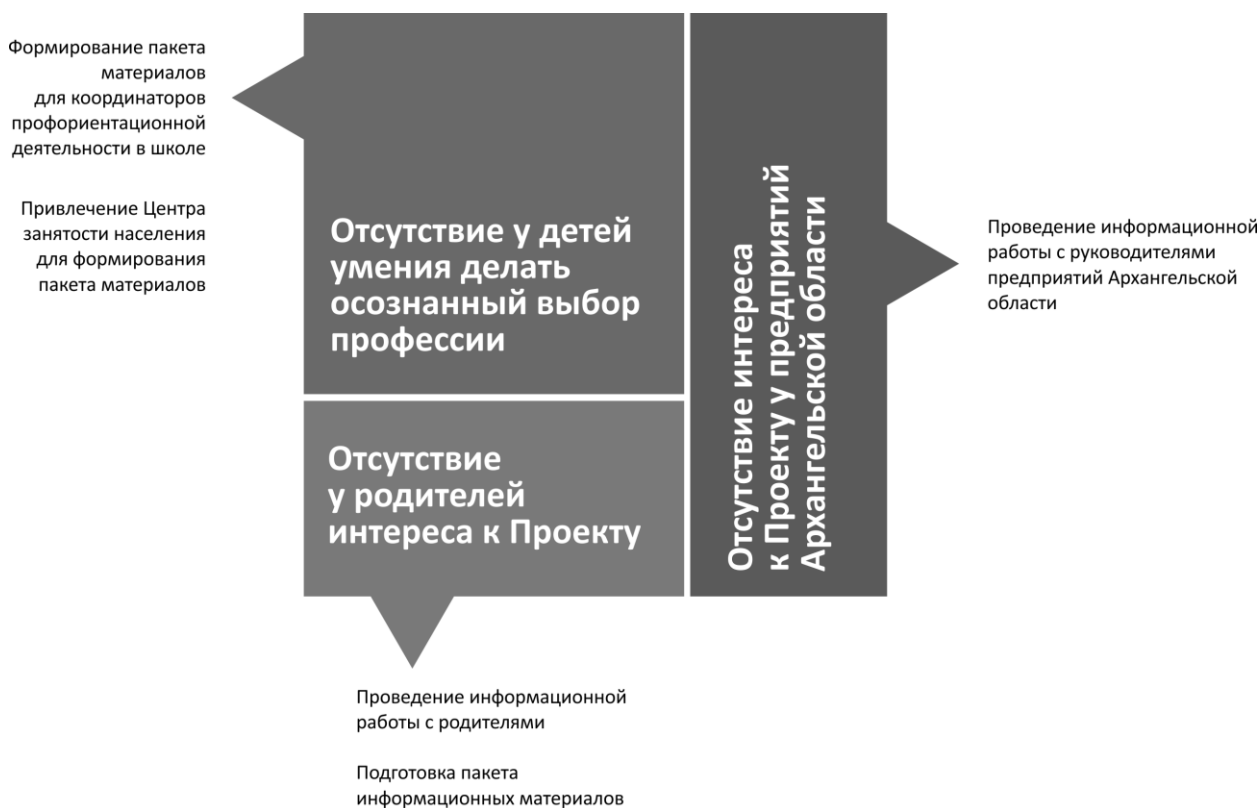 Формирование пакета
материалов
для координаторов
профориентационной
деятельности в школе
Привлечение Центра
занятости населения
для формирования
пакета материалов
Отсутствие у детей
умения делать
осознанный выбор
профессии
Отсутствие
у родителей
интереса к Проекту
Отсутствие интереса
к Проекту у предприятий
Архангельской области
Проведение информационной
работы с руководителями
предприятий Архангельской
области
Проведение информационной
работы с родителями
Подготовка пакета
информационных материалов